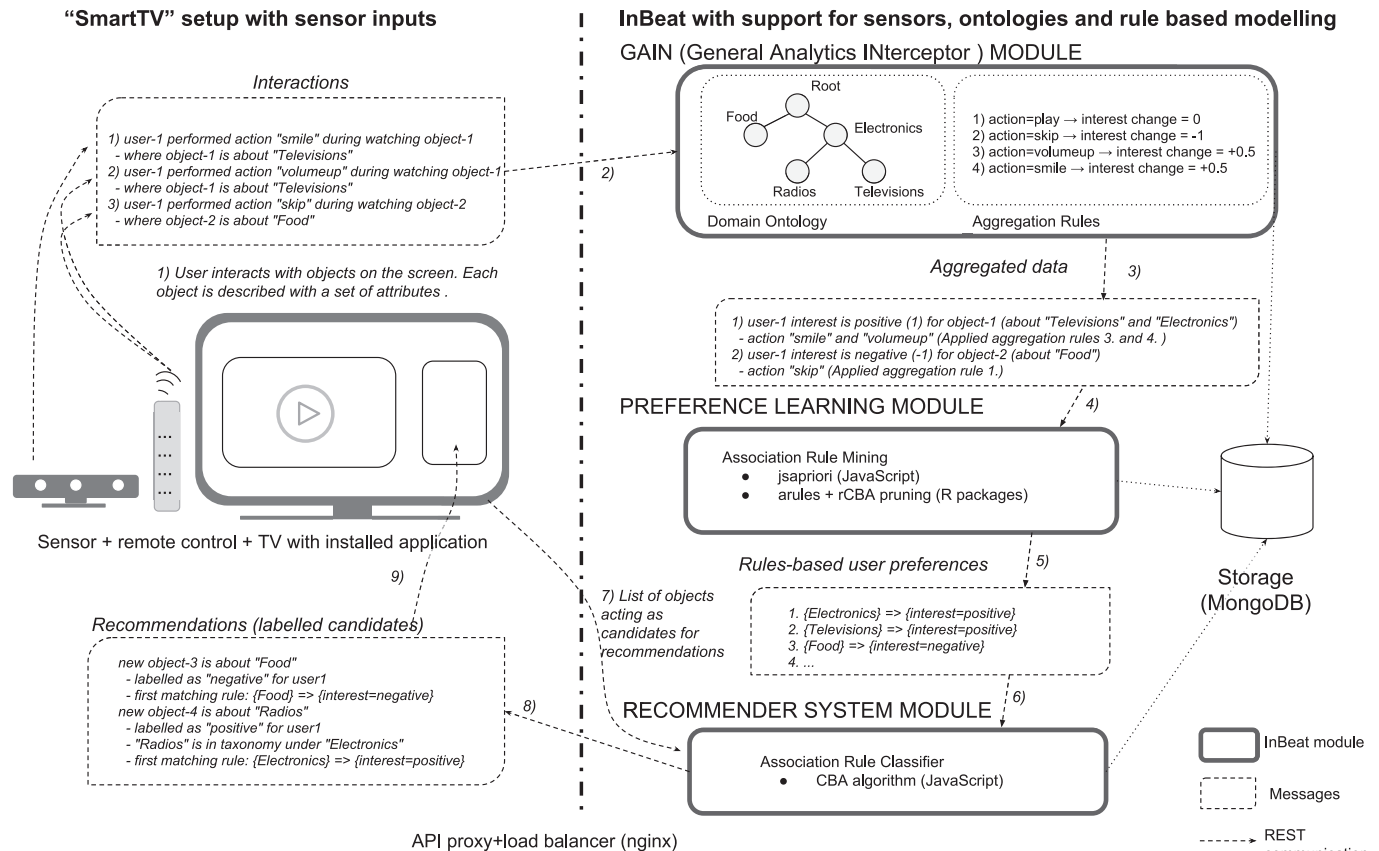 “SmartTV” setup with sensor inputs
Interactions
1) user-1 performed action "smile" during watching object-1
- where object-1 is about "Televisions"
2) user-1 performed action "volumeup" during watching object-1
- where object-1 is about "Televisions"
3) user-1 performed action "skip" during watching object-2
- where object-2 is about "Food"
1) User interacts with objects on the screen. Each
object is described with a set of attributes .
Sensor + remote control + TV with installed application
9)
Recommendations (labelled candidates)
new object-3 is about "Food"
- labelled as "negative" for user1
- first matching rule: {Food} => {interest=negative}
new object-4 is about "Radios"
- labelled as "positive" for user1
- "Radios" is in taxonomy under "Electronics"
- first matching rule: {Electronics} => {interest=positive}
InBeat with support for sensors, ontologies and rule based modelling
GAIN (General Analytics INterceptor ) MODULE
2)
Root
Food
Electronics
Radios
Televisions
Domain Ontology
1) action=play → interest change = 0
2) action=skip → interest change = -1
3) action=volumeup → interest change = +0.5
4) action=smile → interest change = +0.5
Aggregation Rules
Aggregated data
3)
1) user-1 interest is positive (1) for object-1 (about "Televisions" and "Electronics")
- action "smile" and "volumeup" (Applied aggregation rules 3. and 4. )
2) user-1 interest is negative (-1) for object-2 (about "Food")
- action "skip" (Applied aggregation rule 1.)
4)
PREFERENCE LEARNING MODULE
Association Rule Mining
● jsapriori (JavaScript)
● arules + rCBA pruning (R packages)
5)
Rules-based user preferences
1. {Electronics} => {interest=positive}
2. {Televisions} => {interest=positive}
3. {Food} => {interest=negative}
4. ...
7) List of objects
acting as
candidates for
recommendations
6)
RECOMMENDER SYSTEM MODULE
8)
Association Rule Classifier
● CBA algorithm (JavaScript)
Storage
(MongoDB)
InBeat module
Messages
REST
API proxy+load balancer (nginx)